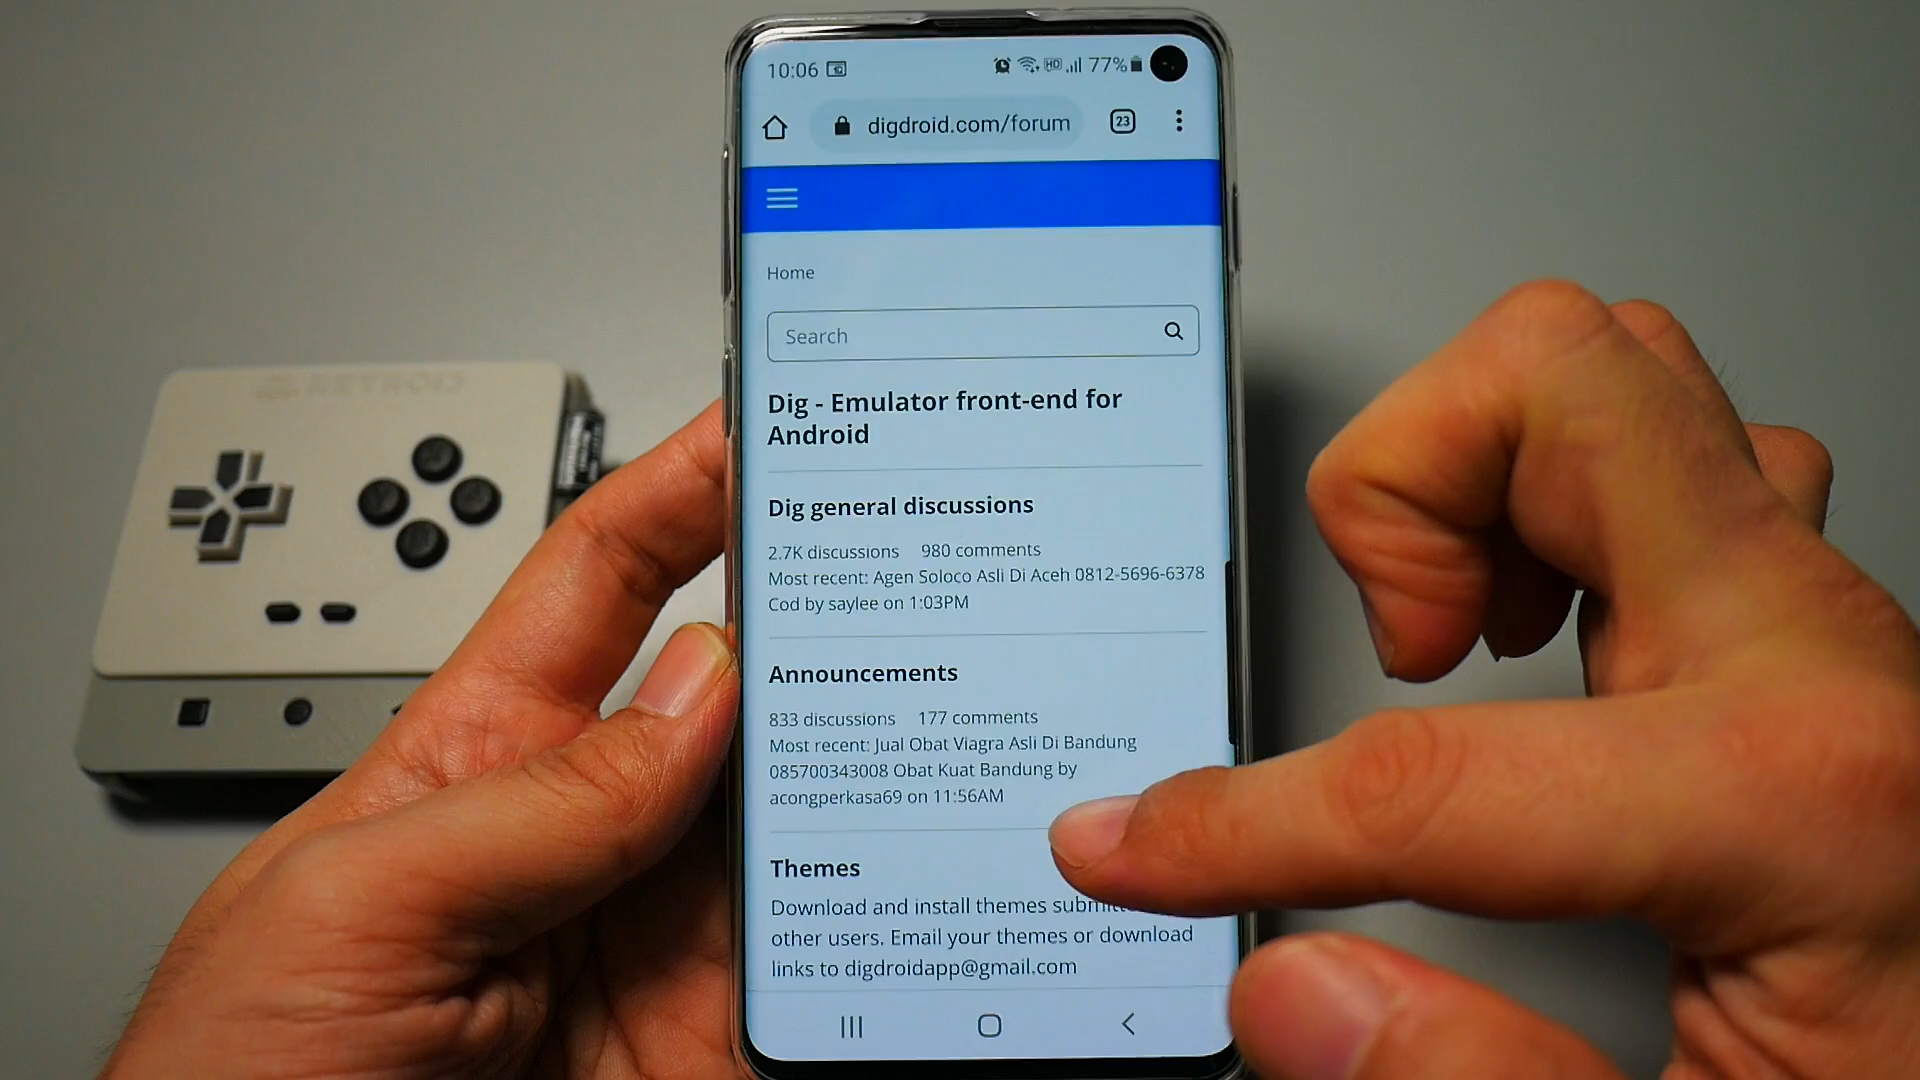 10:06
HD 77%
digdroid.com/forum
23
Home
Search
Dig - Emulator front-end for
Android
Dig general discussions
2.7K discussions 980 comments
Most recent: Agen Soloco Asli Di Aceh 0812-5696-6378
Cod by saylee on 1:03PM
Announcements
833 discussions 177 comments
Most recent: Jual Obat Viagra Asli Di Bandung
085700343008 Obat Kuat Bandung by
acongperkasa69 on 11:56AM
Themes
Download and install themes
other users. Email your themes or download
links to digdroidapp@gmail.com
RETROID